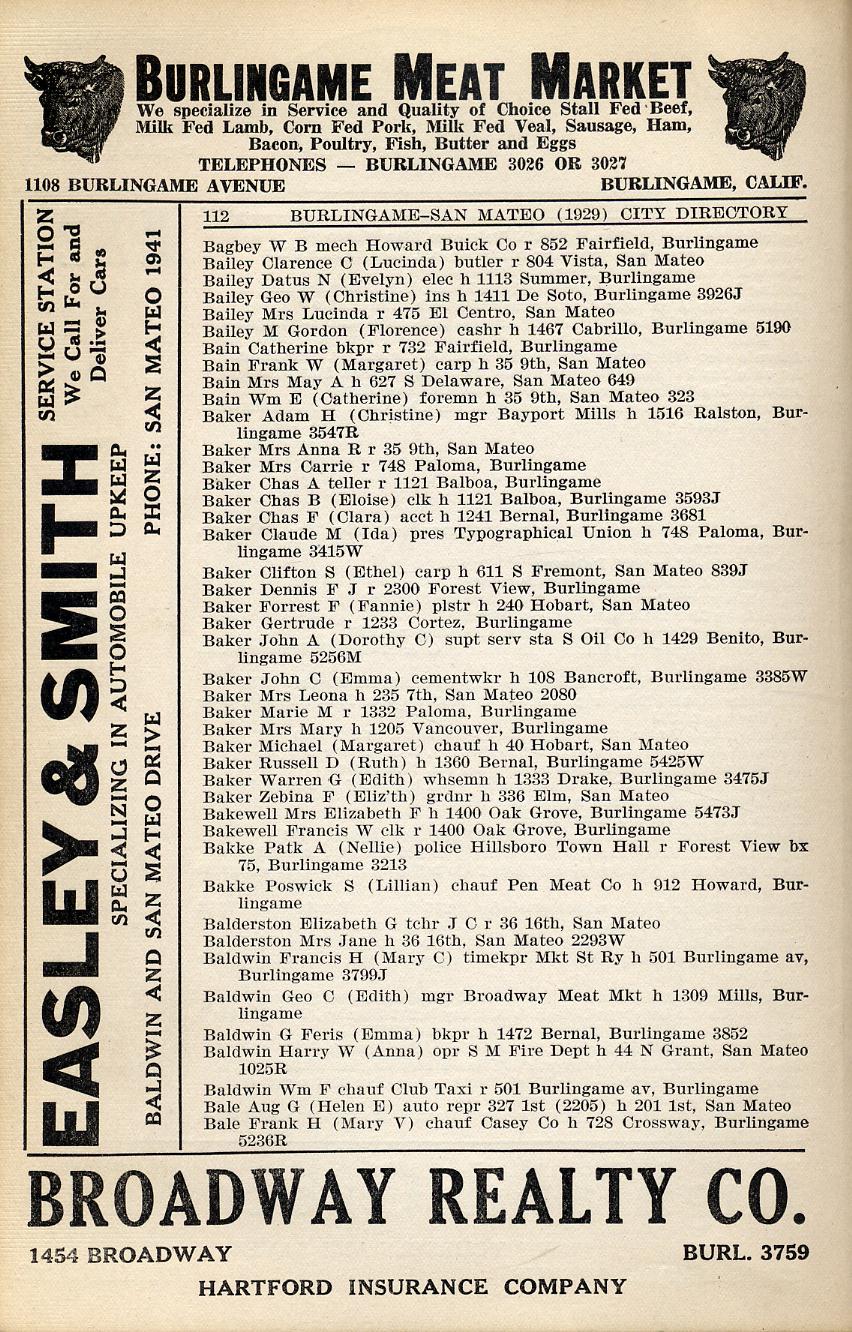 BURLINGAME MEAT MARKET
We specialize in Service and Quality of Choice Stall Fed Beef,
Milk Fed Lamb, Corn Fed Pork, Milk Fed Veal, Sausage, Ham,
Bacon, Poultry, Fish, Butter and Eggs
TELEPHONES — BURLINGAME 3026 OR 3027
1108 BURLINGAME AVENUE BURLINGAME, CALIF.
EASLEY & SMITH SERVICE STATION
We Call For and
Deliver Cars
SPECIALIZING IN AUTOMOBILE UPKEEP
BALDWIN AND SAN MATEO DRIVE PHONE: SAN MATEO 1941
112 BURLINGAME–SAN MATEO (1929) CITY DIRECTORY
Bagbey W B mech Howard Buick Co r 852 Fairfield, Burlingame
Bailey Clarence C (Lucinda) butler r 804 Vista, San Mateo
Bailey Datus N (Evelyn) elec h 1113 Summer, Burlingame
Bailey Geo W (Christine) ins h 1411 De Soto, Burlingame 3926J
Bailey Mrs Lucinda r 475 El Centro, San Mateo
Bailey M Gordon (Florence) cashr h 1467 Cabrillo, Burlingame 5190
Bain Catherine bkpr r 732 Fairfield, Burlingame
Bain Frank W (Margaret) carp h 35 9th, San Mateo
Bain Mrs May A h 627 S Delaware, San Mateo 649
Bain Wm E (Catherine) foremn h 35 9th, San Mateo 323
Baker Adam H (Christine) mgr Bayport Mills h 1516 Ralston, Bur-
lingame 3547R
Baker Mrs Anna R r 35 9th, San Mateo
Baker Mrs Carrie r 748 Paloma, Burlingame
Baker Chas A teller r 1121 Balboa, Burlingame
Baker Chas B (Eloise) clk h 1121 Balboa, Burlingame 3593J
Baker Chas F (Clara) acct h 1241 Bernal, Burlingame 3681
Baker Claude M (Ida) pres Typographical Union h 748 Paloma, Bur-
lingame 3415W
Baker Clifton S (Ethel) carp h 611 S Fremont, San Mateo 839J
Baker Dennis F J r 2300 Forest View, Burlingame
Baker Forrest F (Fannie) plstr h 240 Hobart, San Mateo
Baker Gertrude r 1233 Cortez, Burlingame
Baker John A (Dorothy C) supt serv sta S Oil Co h 1429 Benito, Bur-
lingame 5256M
Baker John C (Emma) cementwkr h 108 Bancroft, Burlingame 3385W
Baker Mrs Leona h 235 7th, San Mateo 2080
Baker Marie M r 1332 Paloma, Burlingame
Baker Mrs Mary h 1205 Vancouver, Burlingame
Baker Michael (Margaret) chauf h 40 Hobart, San Mateo
Baker Russell D (Ruth) h 1360 Bernal, Burlingame 5425W
Baker Warren G (Edith) whsemn h 1333 Drake, Burlingame 3475J
Baker Zebina F (Eliz'th) grdnr h 336 Elm, San Mateo
Bakewell Mrs Elizabeth F h 1400 Oak Grove, Burlingame 5473J
Bakewell Francis W clk r 1400 Oak Grove, Burlingame
Bakke Patk A (Nellie) police Hillsboro Town Hall r Forest View bx
75, Burlingame 3213
Bakke Poswick S (Lillian) chauf Pen Meat Co h 912 Howard, Bur-
lingame
Balderston Elizabeth G tchr J C r 36 16th, San Mateo
Balderston Mrs Jane h 36 16th, San Mateo 2293W
Baldwin Francis H (Mary C) timekpr Mkt St Ry h 501 Burlingame av,
Burlingame 3799J
Baldwin Geo C (Edith) mgr Broadway Meat Mkt h 1309 Mills, Bur-
lingame
Baldwin G Feris (Emma) bkpr h 1472 Bernal, Burlingame 3852
Baldwin Harry W (Anna) opr S M Fire Dept h 44 N Grant, San Mateo
1025R
Baldwin Wm F chauf Club Taxi r 501 Burlingame av, Burlingame
Bale Aug G (Helen E) auto repr 327 1st (2205) h 201 1st, San Mateo
Bale Frank H (Mary V) chauf Casey Co h 728 Crossway, Burlingame
5236R
BROADWAY REALTY CO.
1454 BROADWAY BURL. 3759
HARTFORD INSURANCE COMPANY